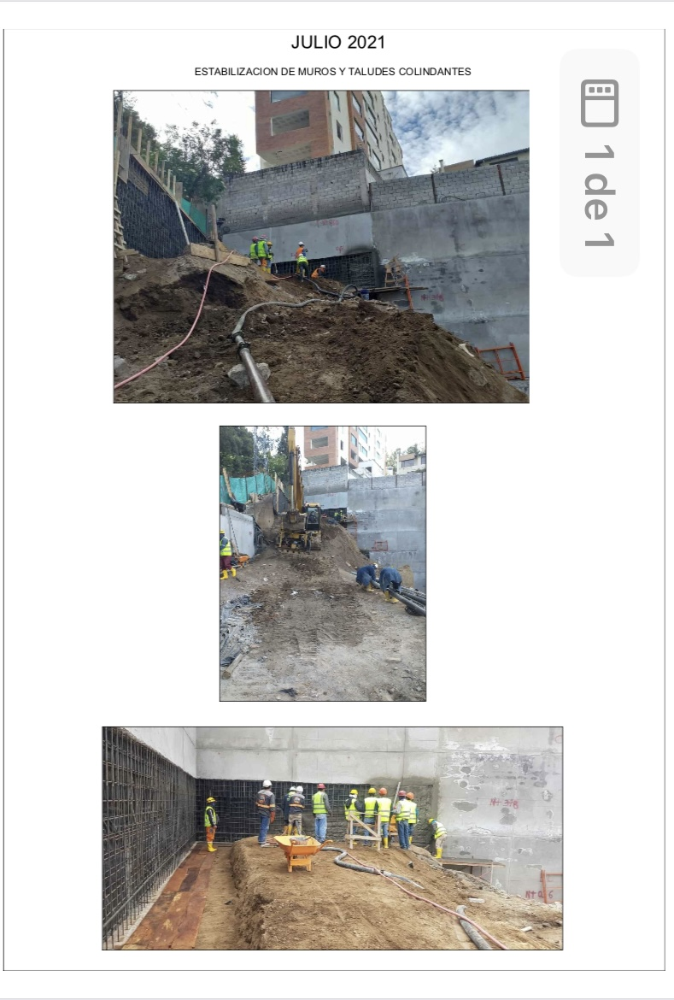 JULIO 2021
ESTABILIZACION DE MUROS Y TALUDES COLINDANTES
1 de 1